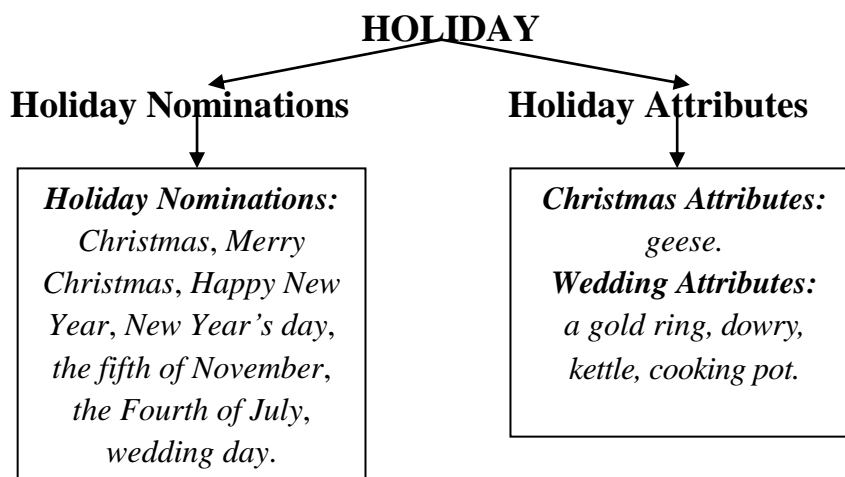 HOLIDAY
Holiday Nominations
Holiday Attributes
Holiday Nominations:
Christmas, Merry
Christmas, Happy New
Year, New Year’s day,
the fifth of November,
the Fourth of July,
wedding day.
Christmas Attributes:
geese.
Wedding Attributes:
a gold ring, dowry,
kettle, cooking pot.